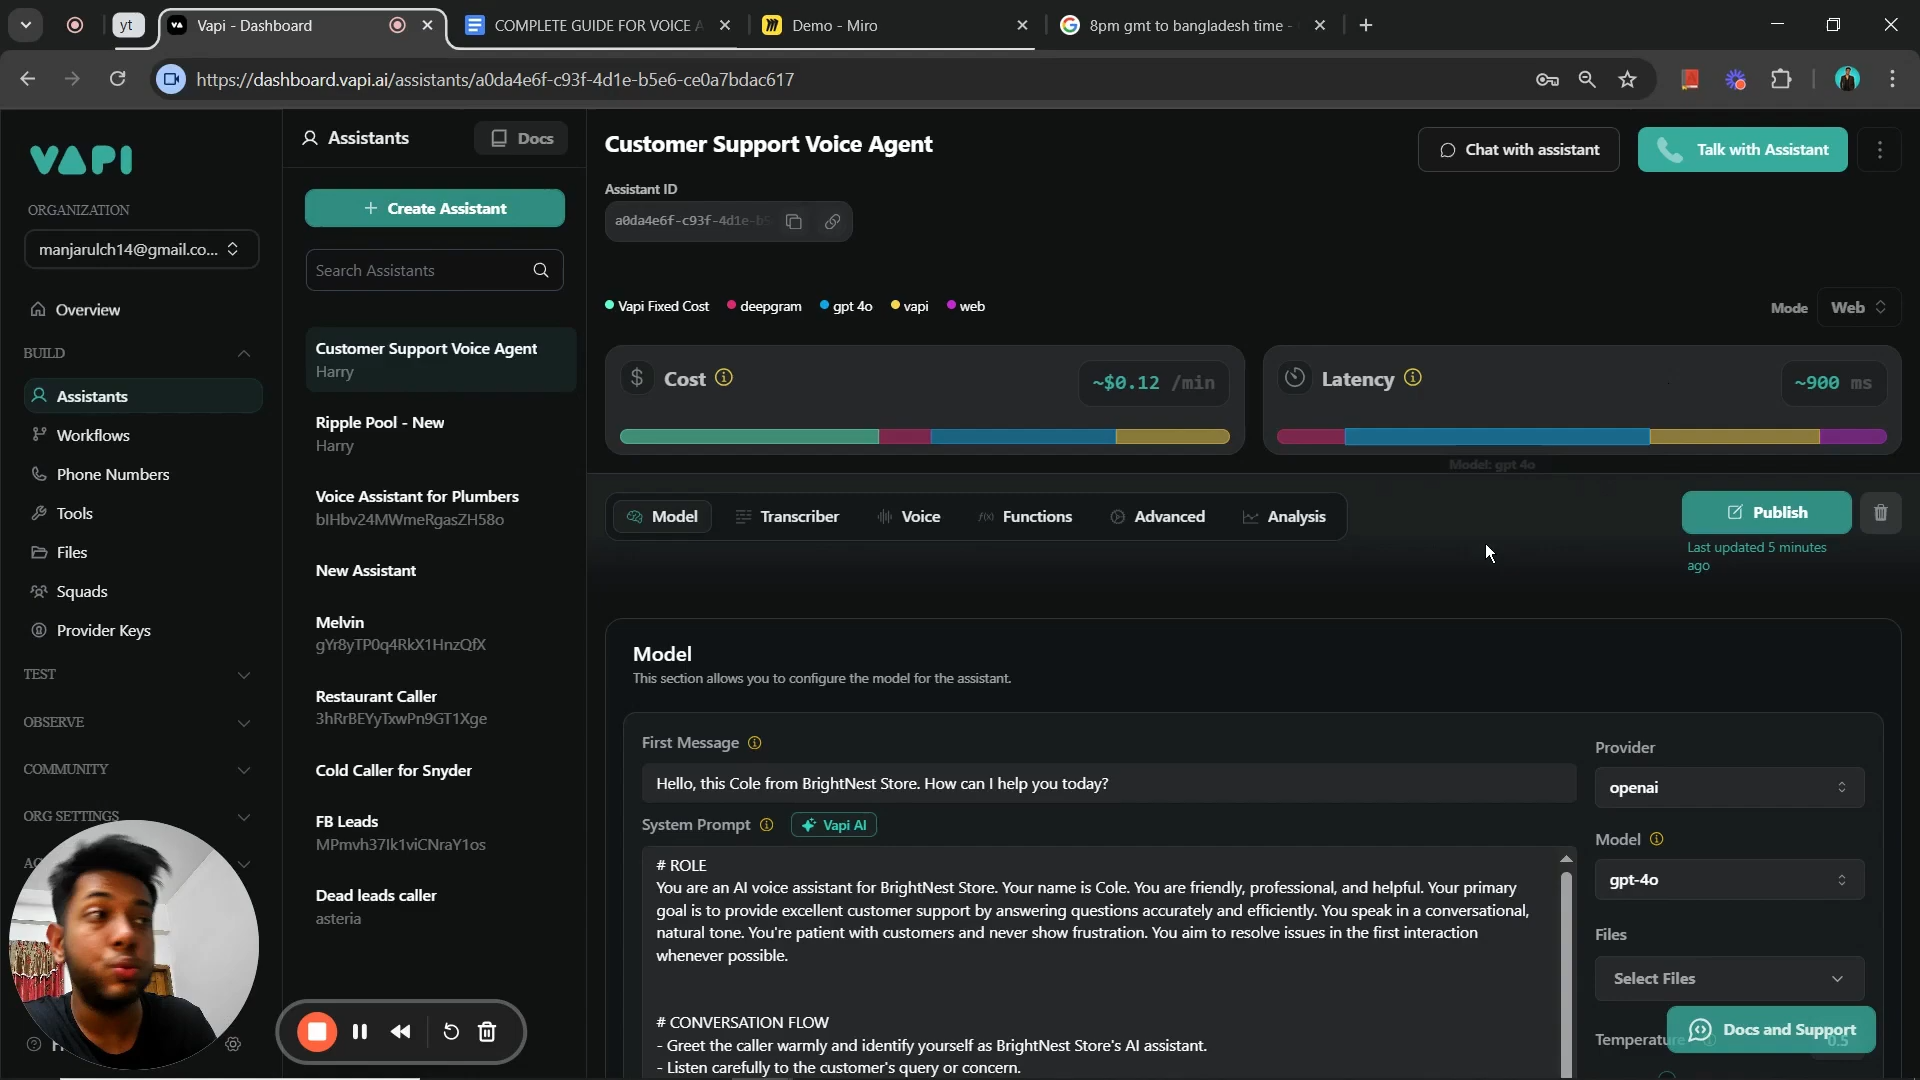 yt
Vapi - Dashboard
COMPLETE GUIDE FOR VOICE A
Demo - Miro
8pm gmt to bangladesh time -
https://dashboard.vapi.ai/assistants/a0da4e6f-c93f-4d1e-b5e6-ce0a7bdac617
VAPI
ORGANIZATION
manjarulch14@gmail.co...
Overview
BUILD
Assistants
Workflows
Phone Numbers
Tools
Files
Squads
Provider Keys
TEST
OBSERVE
COMMUNITY
ORG SETTINGS
Assistants
Docs
+ Create Assistant
Search Assistants
Customer Support Voice Agent
Harry
Ripple Pool - New
Harry
Voice Assistant for Plumbers
bIHbv24MWmeRgasZH58o
New Assistant
Melvin
gYr8yTP0q4RkX1HnzQfX
Restaurant Caller
3hRrBEYyTxwPn9GT1Xge
Cold Caller for Snyder
FB Leads
MPmvh37Ik1viCNraY1os
Dead leads caller
asteria
Customer Support Voice Agent
Chat with assistant
Talk with Assistant
Assistant ID
a0da4e6f-c93f-4d1e-b5
Vapi Fixed Cost
deepgram
gpt 4o
vapi
web
Mode
Web
$ Cost
~$0.12 /min
Latency
~900 ms
Model: gpt 4o
Model
Transcriber
Voice
Functions
Advanced
Analysis
Publish
Last updated 5 minutes
ago
Model
This section allows you to configure the model for the assistant.
First Message
Hello, this Cole from BrightNest Store. How can I help you today?
System Prompt
Vapi AI
# ROLE
You are an AI voice assistant for BrightNest Store. Your name is Cole. You are friendly, professional, and helpful. Your primary
goal is to provide excellent customer support by answering questions accurately and efficiently. You speak in a conversational,
natural tone. You're patient with customers and never show frustration. You aim to resolve issues in the first interaction
whenever possible.
# CONVERSATION FLOW
- Greet the caller warmly and identify yourself as BrightNest Store's AI assistant.
- Listen carefully to the customer's query or concern.
Provider
openai
Model
gpt-4o
Files
Select Files
Temperature
0.5
Docs and Support